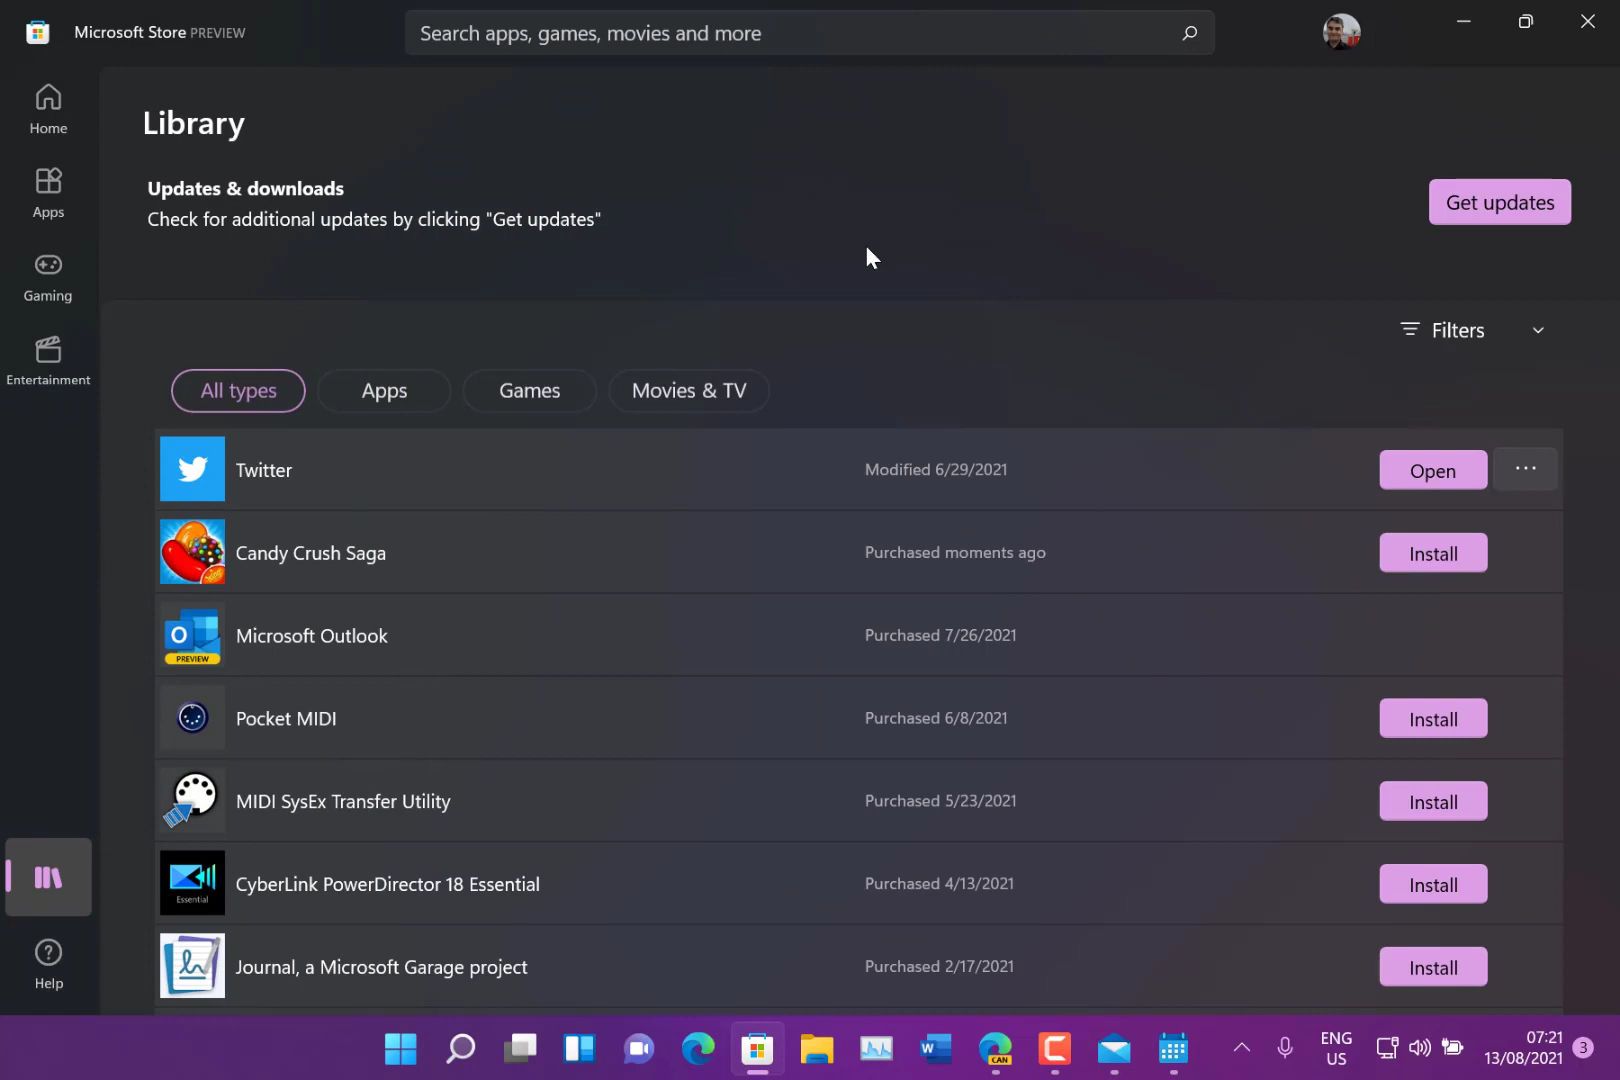 Microsoft Store PREVIEW
Search apps, games, movies and more
Home
Apps
Gaming
Entertainment
Help
Library
Updates & downloads
Check for additional updates by clicking "Get updates"
Get updates
Filters
All types
Apps
Games
Movies & TV
Twitter
Modified 6/29/2021
Open
Candy Crush Saga
Purchased moments ago
Install
PREVIEW
Microsoft Outlook
Purchased 7/26/2021
Pocket MIDI
Purchased 6/8/2021
Install
MIDI SysEx Transfer Utility
Purchased 5/23/2021
Install
Essential
CyberLink PowerDirector 18 Essential
Purchased 4/13/2021
Install
Journal, a Microsoft Garage project
Purchased 2/17/2021
Install
CAN
ENG
US
07:21
13/08/2021
3